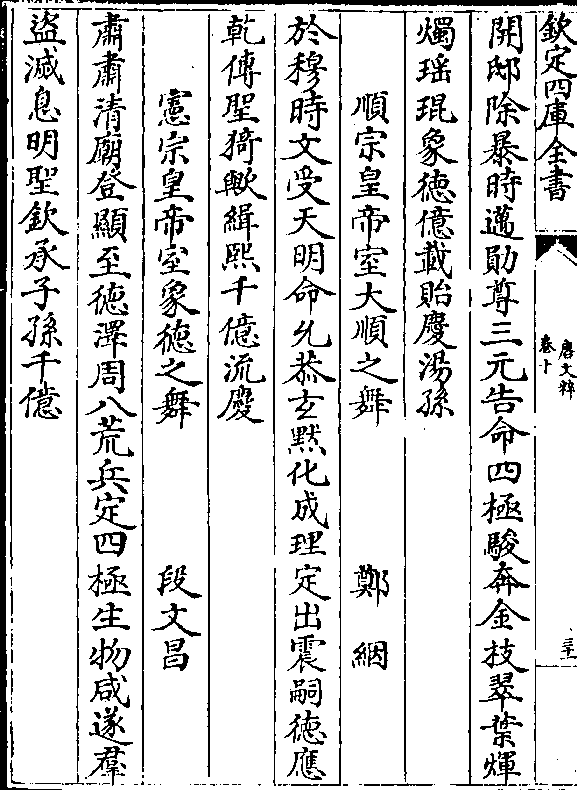 欽定四庫全書
唐文粹
卷十
三十
開邸除暴時邁勛尊三元告命四極駿奔金枝翠葉煇
燭瑶琨象徳億載貽慶湯孫
順宗皇帝室大順之舞 鄭絪
於穆時文受天明命允恭玄黙化成理定出震嗣徳應
乾傳聖猗歟緝熙千億流慶
憲宗皇帝室象徳之舞 段文昌
肅肅清廟登顯至徳澤周八荒兵定四極生物咸遂羣
盜滅息明聖欽承子孫千億